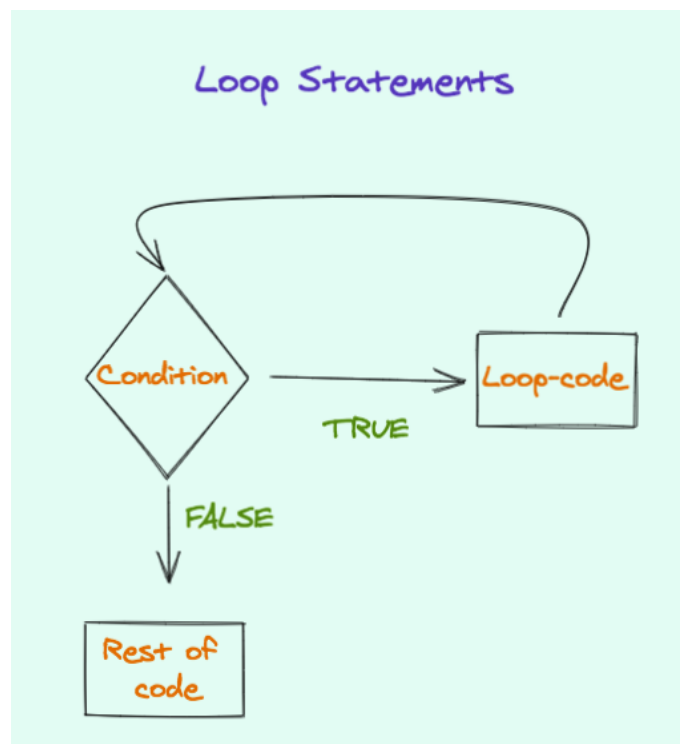 Loop Statements
Condition
Loop-code
TRUE
FALSE
Rest of
code